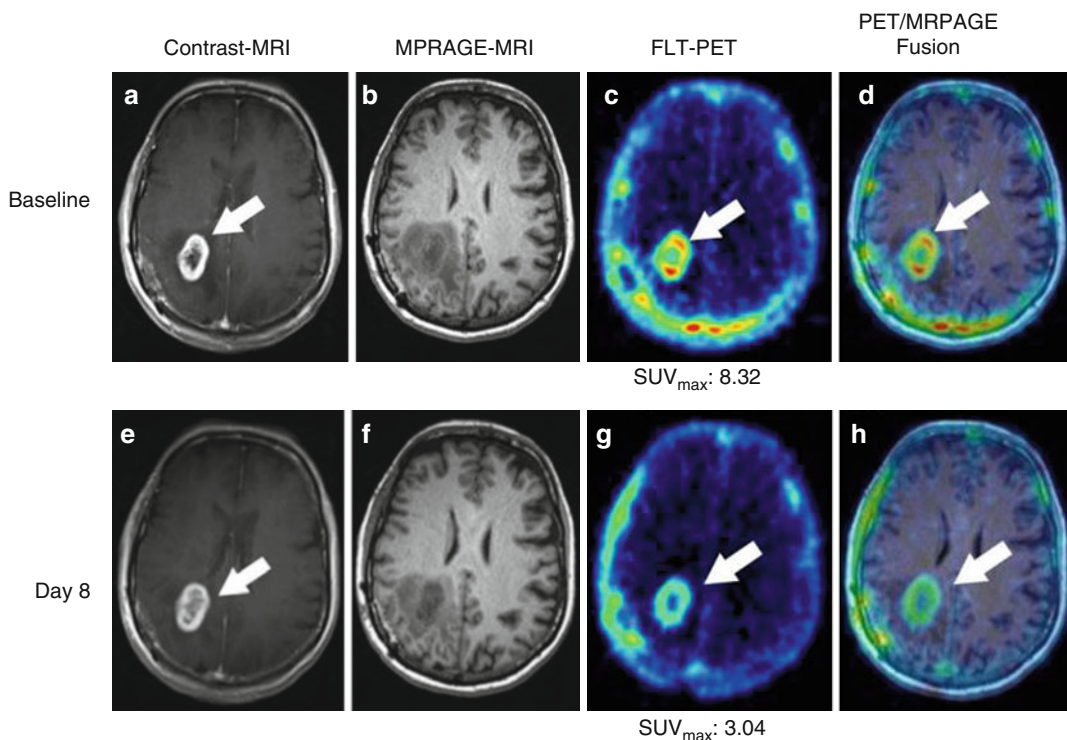 Contrast-MRI
MPRAGE-MRI
FLT-PET
PET/MRPAGE
Fusion
Baseline
a
b
c
d
SUVmax: 8.32
Day 8
e
f
g
h
SUVmax: 3.04